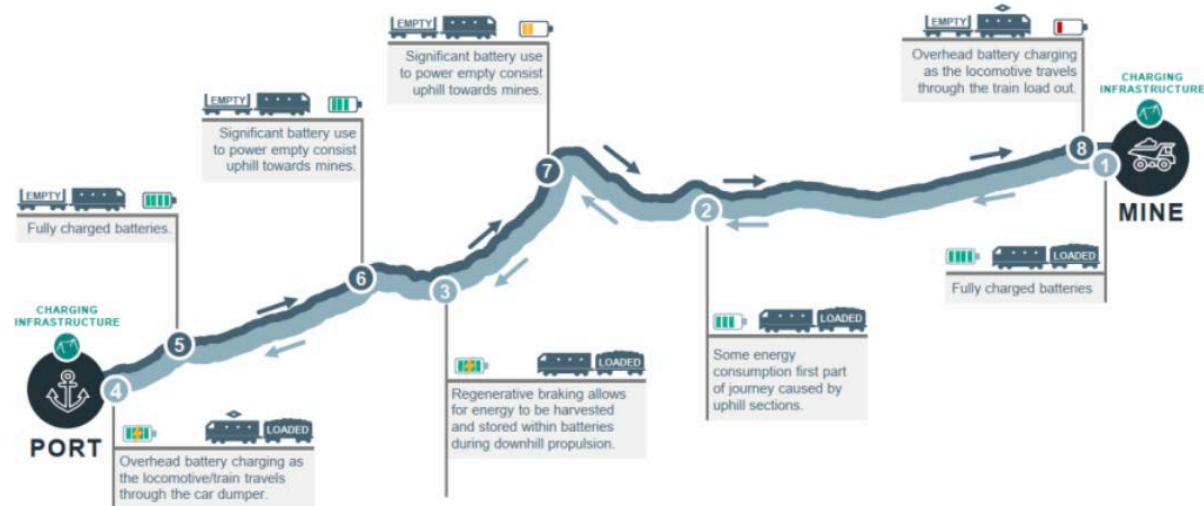 EMPTY
Significant battery use
to power empty consist
uphill towards mines.
EMPTY
Overhead battery charging
as the locomotive travels
through the train load out.
CHARGING
INFRASTRUCTURE
EMPTY
Significant battery use
to power empty consist
uphill towards mines.
8
1
MINE
7
EMPTY
Fully charged batteries.
2
6
3
LOADED
Fully charged batteries
CHARGING
INFRASTRUCTURE
5
LOADED
Some energy
consumption first part
of journey caused by
uphill sections.
4
PORT
LOADED
Regenerative braking allows
for energy to be harvested
and stored within batteries
during downhill propulsion.
LOADED
Overhead battery charging as
the locomotive/train travels
through the car dumper.